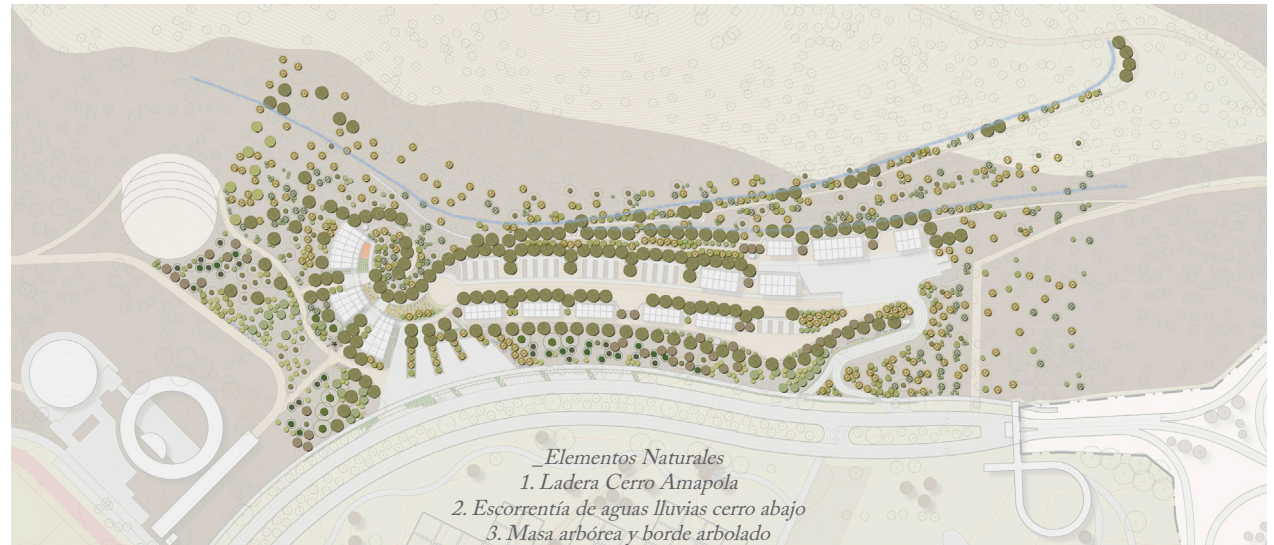 _Elementos Naturales
1. Ladera Cerro Amapola
2. Escorrentía de aguas lluvias cerro abajo
3. Masa arbórea y borde arbolado